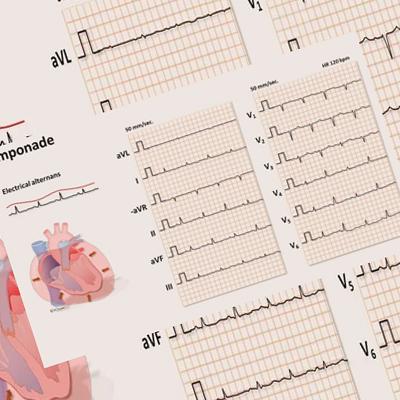 aVL
V1
mponade
Electrical alternans
50 mm/sec.
aVL
I
-aVR
II
aVF
III
50 mm/sec.
HR 120 bpm
V1
V2
V3
V4
V5
V6
aVF
V5
V6